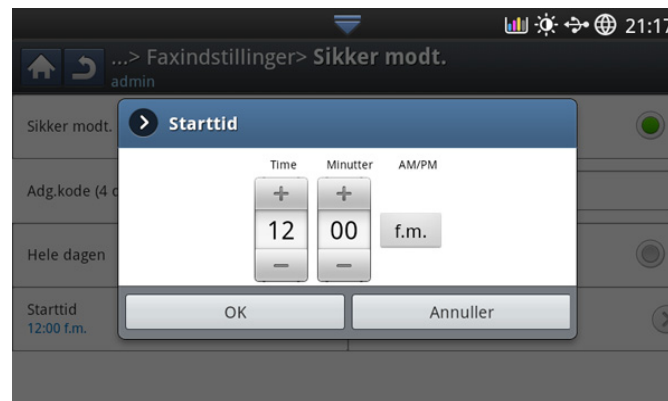 21:17
...> Faxindstillinger> Sikker modt.
admin
Sikker modt.
Starttid
Time Minutter AM/PM
+ +
Adg.kode (4
12 00 f.m.
Hele dagen
— —
Starttid
12:00 f.m.
OK Annuller